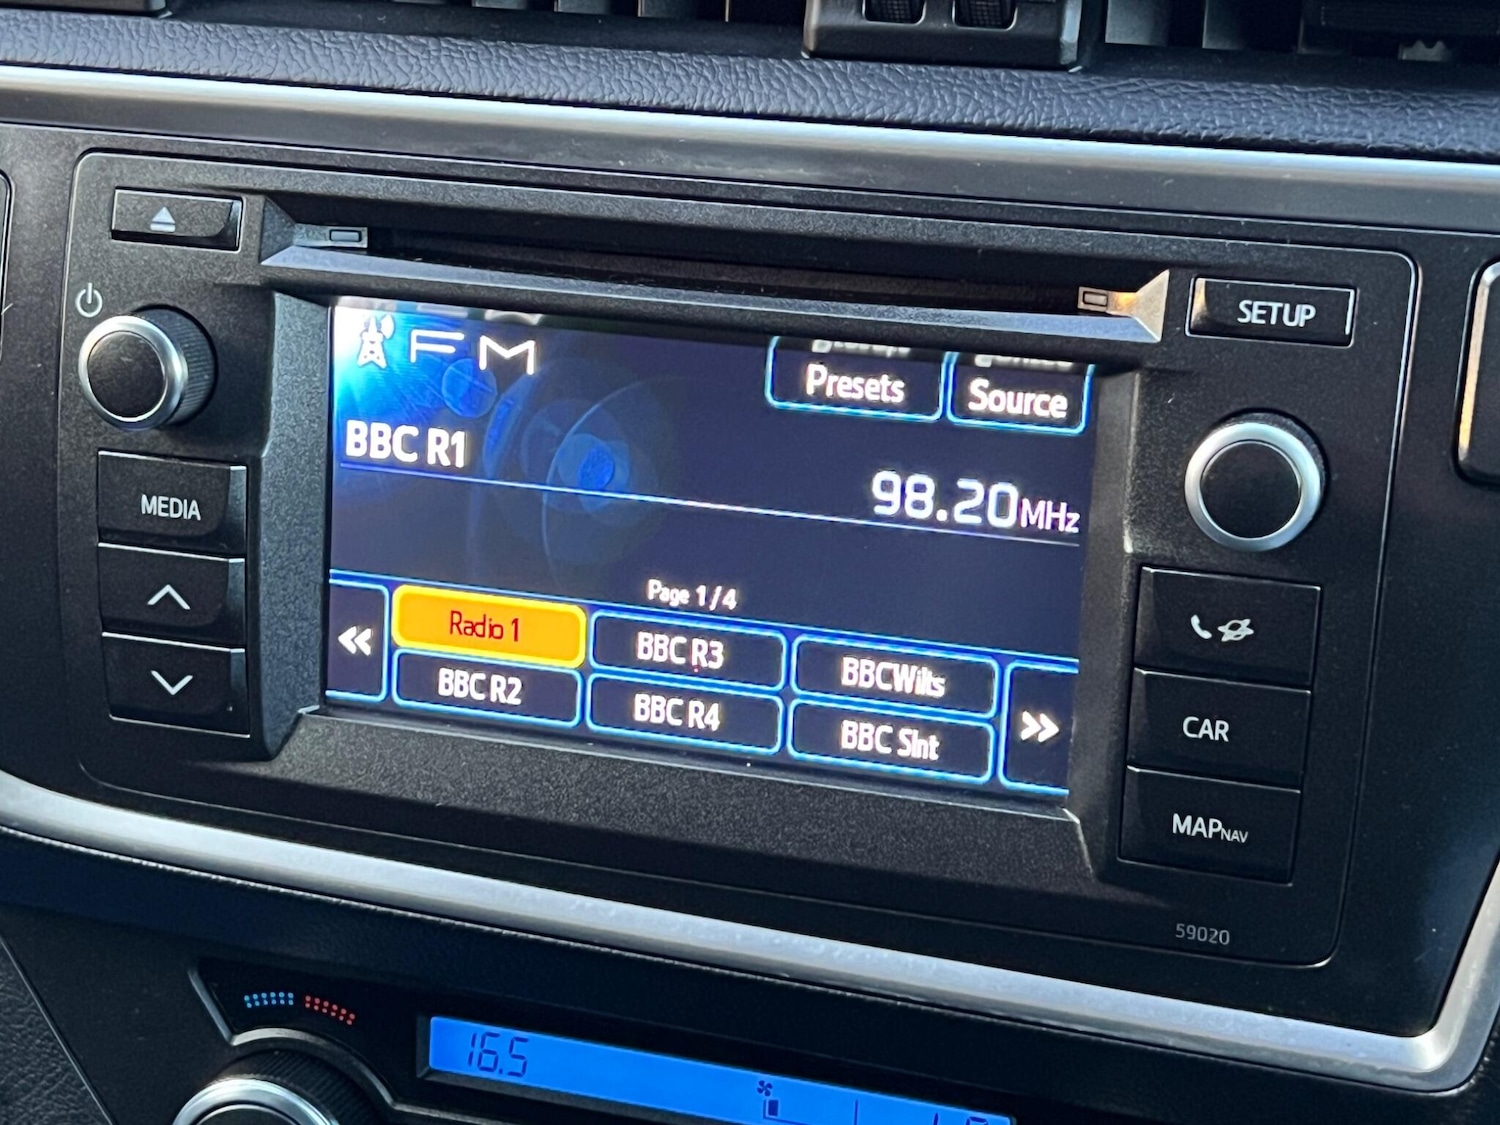 SETUP
FM
Presets
Source
BBC R1
98.20MHz
MEDIA
Page 1/4
Radio 1
BBC R3
BBCWilts
BBC R2
BBC R4
BBC Slnt
CAR
MAPNAV
59020
16.5